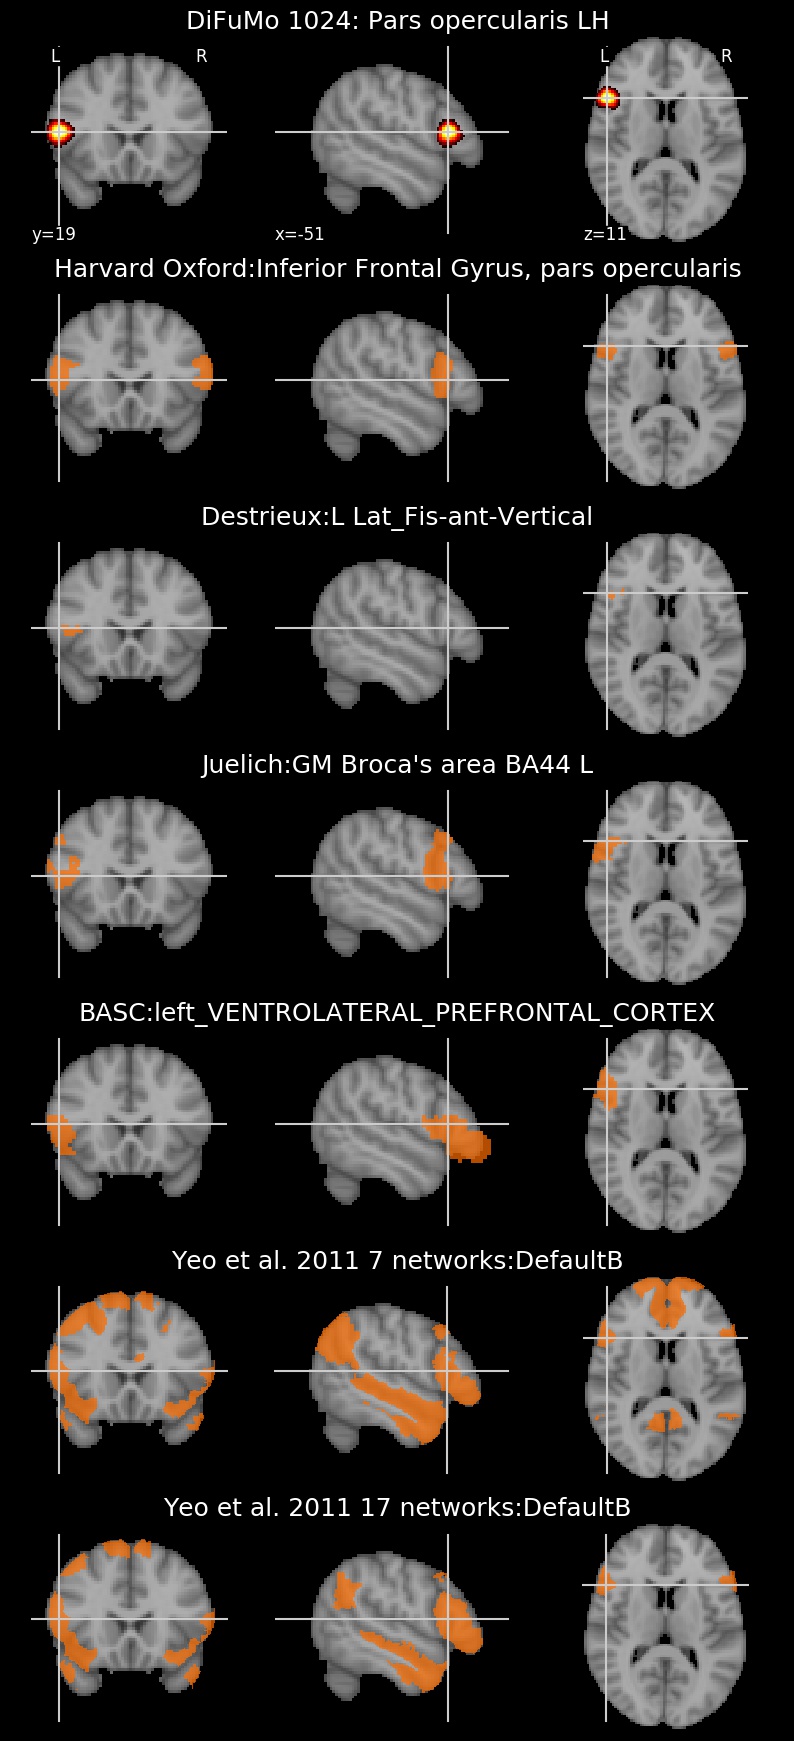 DiFuMo 1024: Pars opercularis LH
L R L R
y=19 x=-51 z=11
Harvard Oxford:Inferior Frontal Gyrus, pars opercularis
Destrieux:L Lat_Fis-ant-Vertical
Juelich:GM Broca's area BA44 L
BASC:left_VENTROLATERAL_PREFRONTAL_CORTEX
Yeo et al. 2011 7 networks:DefaultB
Yeo et al. 2011 17 networks:DefaultB